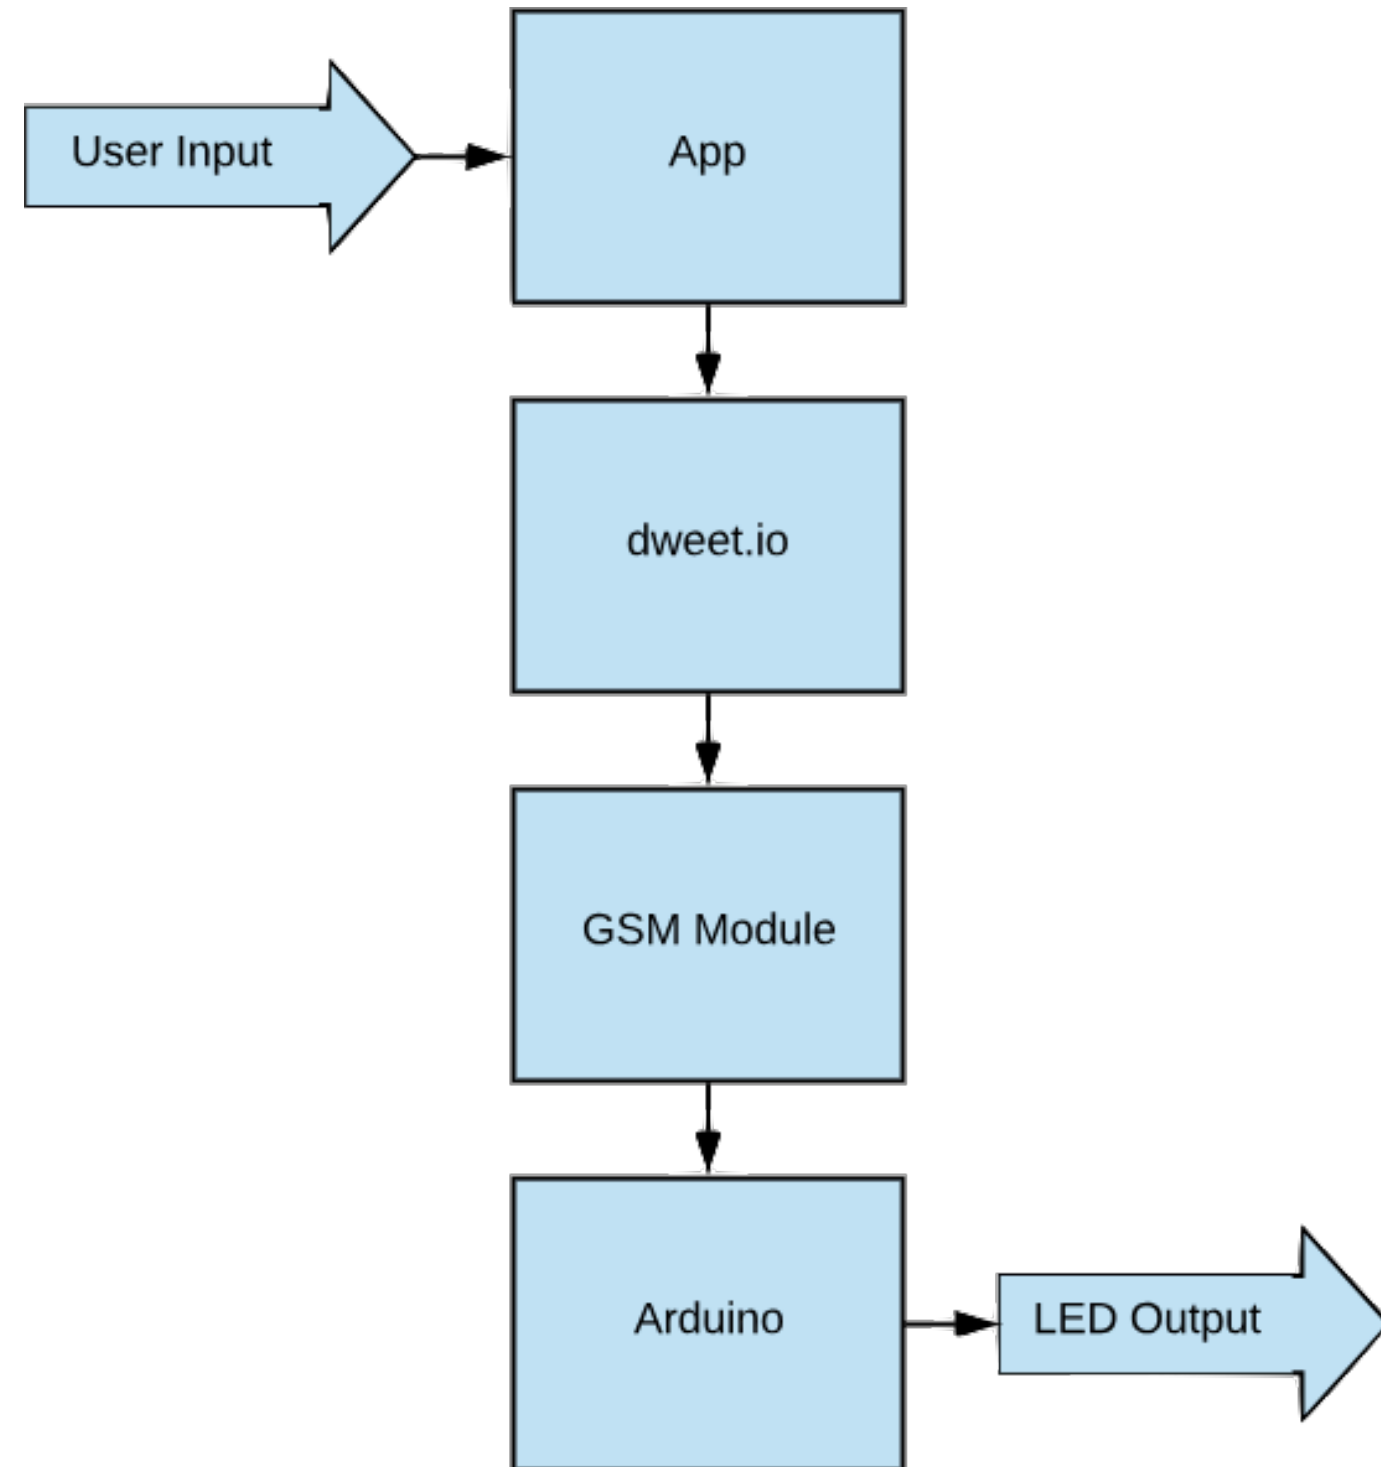 User Input
App
dweet.io
GSM Module
Arduino
LED Output